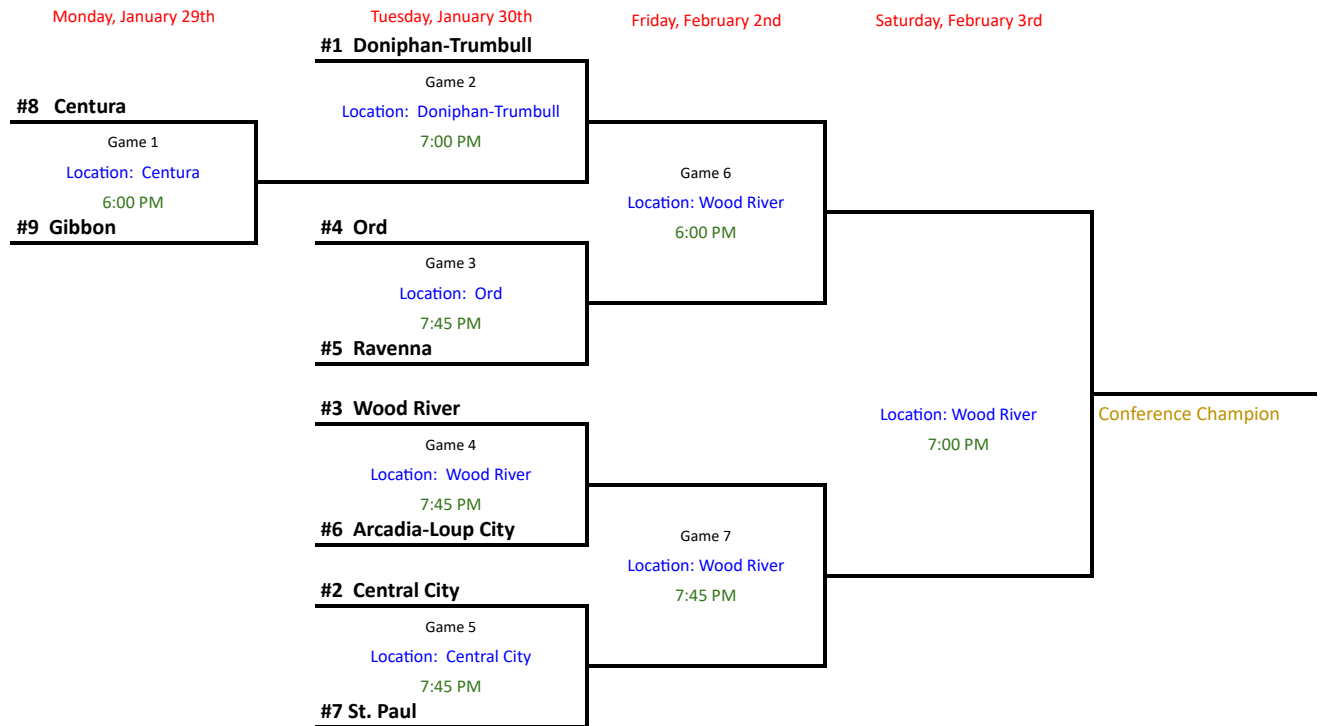 Monday, January 29th
Tuesday, January 30th
Friday, February 2nd
Saturday, February 3rd
#1 Doniphan-Trumbull
Game 2
Location: Doniphan-Trumbull
7:00 PM
#8 Centura
Game 1
Location: Centura
6:00 PM
#9 Gibbon
Game 6
Location: Wood River
6:00 PM
#4 Ord
Game 3
Location: Ord
7:45 PM
#5 Ravenna
#3 Wood River
Game 4
Location: Wood River
7:45 PM
#6 Arcadia-Loup City
Location: Wood River
7:00 PM
Conference Champion
Game 7
Location: Wood River
7:45 PM
#2 Central City
Game 5
Location: Central City
7:45 PM
#7 St. Paul